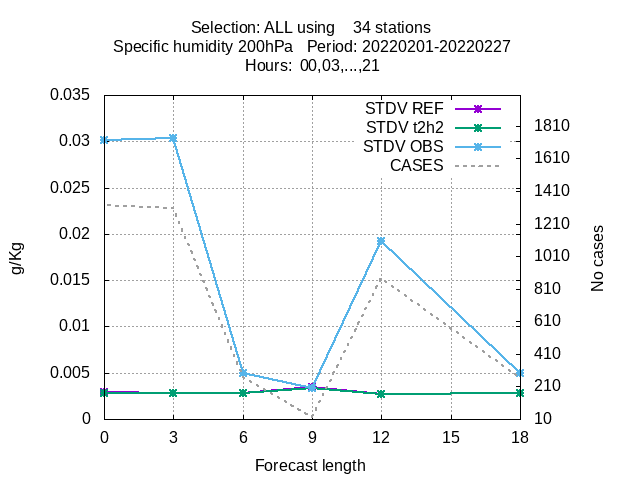 Selection: ALL using    34 stations
Specific humidity 200hPa   Period: 20220201-20220227
Hours:  00,03,...,21
STDV REF
STDV t2h2
STDV OBS
CASES
0.035
0.03
0.025
0.02
0.015
0.01
0.005
0
g/Kg
1810
1610
1410
1210
1010
810
610
410
210
10
No cases
0 3 6 9 12 15 18
Forecast length